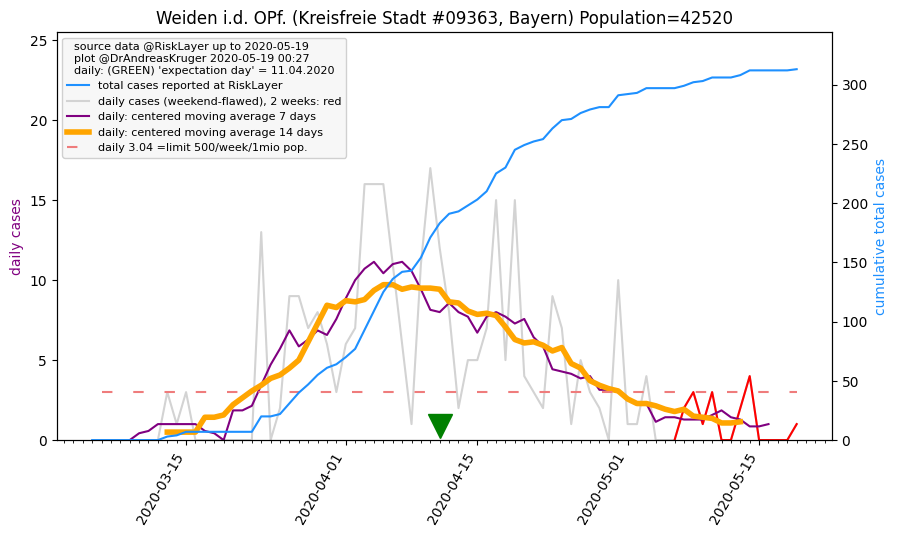 Weiden i.d. OPf. (Kreisfreie Stadt #09363, Bayern) Population=42520
source data @RiskLayer up to 2020-05-19
plot @DrAndreasKruger 2020-05-19 00:27
daily: (GREEN) 'expectation day' = 11.04.2020
total cases reported at RiskLayer
daily cases (weekend-flawed), 2 weeks: red
daily: centered moving average 7 days
daily: centered moving average 14 days
daily 3.04 =limit 500/week/1mio pop.
daily cases
25
20
15
10
5
0
300
250
200
150
100
50
0
cumulative total cases
2020-03-15
2020-04-01
2020-04-15
2020-05-01
2020-05-15